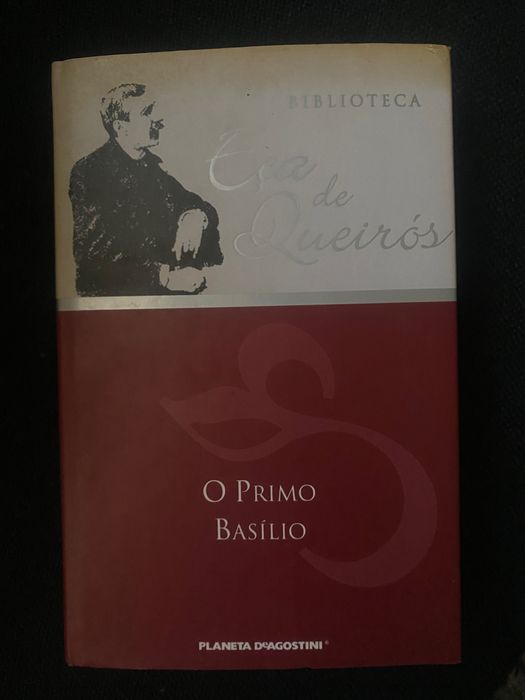 BIBLIOTECA
Eça
de
Queirós
O PRIMO
BASÍLIO
PLANETA DEAGOSTINI®